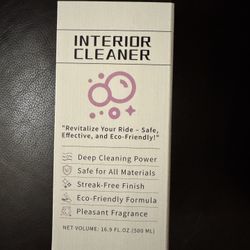 INTERIOR
CLEANER
"Revitalize Your Ride – Safe,
Effective, and Eco-Friendly!"
Deep Cleaning Power
Safe for All Materials
Streak-Free Finish
Eco-Friendly Formula
Pleasant Fragrance
NET VOLUME: 16.9 FL.OZ (500 ML)